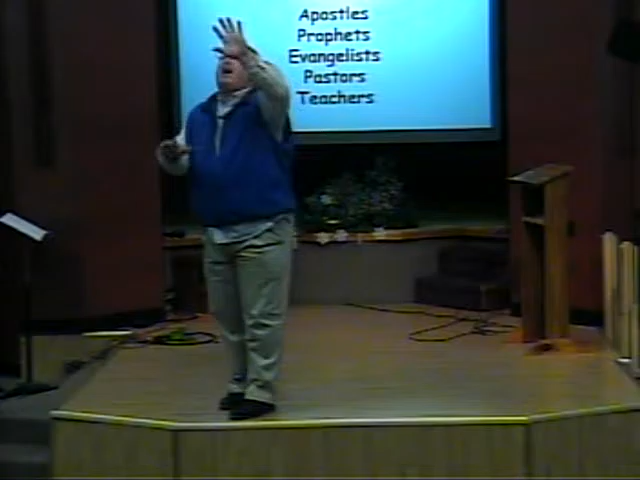 Apostles
Prophets
Evangelists
Pastors
Teachers